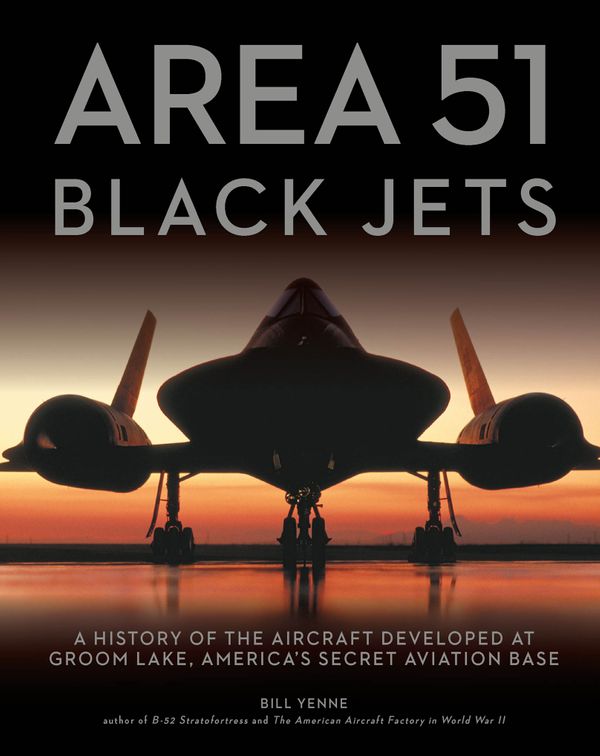 AREA 51
BLACK JETS
A HISTORY OF THE AIRCRAFT DEVELOPED AT
GROOM LAKE, AMERICA'S SECRET AVIATION BASE
BILL YENNE
author of B-52 Stratofortress and The American Aircraft Factory in World War II